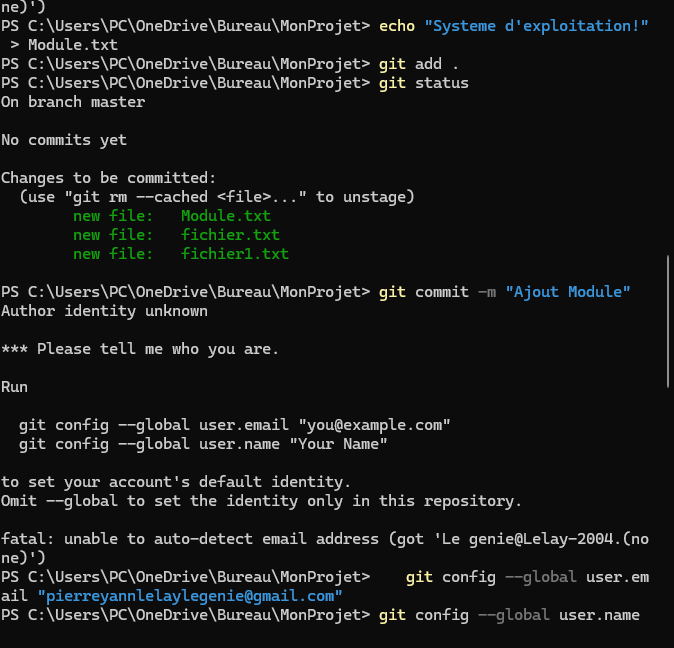 ne)')
PS C:\Users\PC\OneDrive\Bureau\MonProjet> echo "Systeme d'exploitation!"
 > Module.txt
PS C:\Users\PC\OneDrive\Bureau\MonProjet> git add .
PS C:\Users\PC\OneDrive\Bureau\MonProjet> git status
On branch master
No commits yet
Changes to be committed:
  (use "git rm --cached <file>..." to unstage)
        new file:   Module.txt
        new file:   fichier.txt
        new file:   fichier1.txt
PS C:\Users\PC\OneDrive\Bureau\MonProjet> git commit -m "Ajout Module"
Author identity unknown
*** Please tell me who you are.
Run
  git config --global user.email "you@example.com"
  git config --global user.name "Your Name"
to set your account's default identity.
Omit --global to set the identity only in this repository.
fatal: unable to auto-detect email address (got 'Le genie@Lelay-2004.(no
ne)')
PS C:\Users\PC\OneDrive\Bureau\MonProjet>    git config --global user.em
ail "pierreyannlelaylegenie@gmail.com"
PS C:\Users\PC\OneDrive\Bureau\MonProjet> git config --global user.name